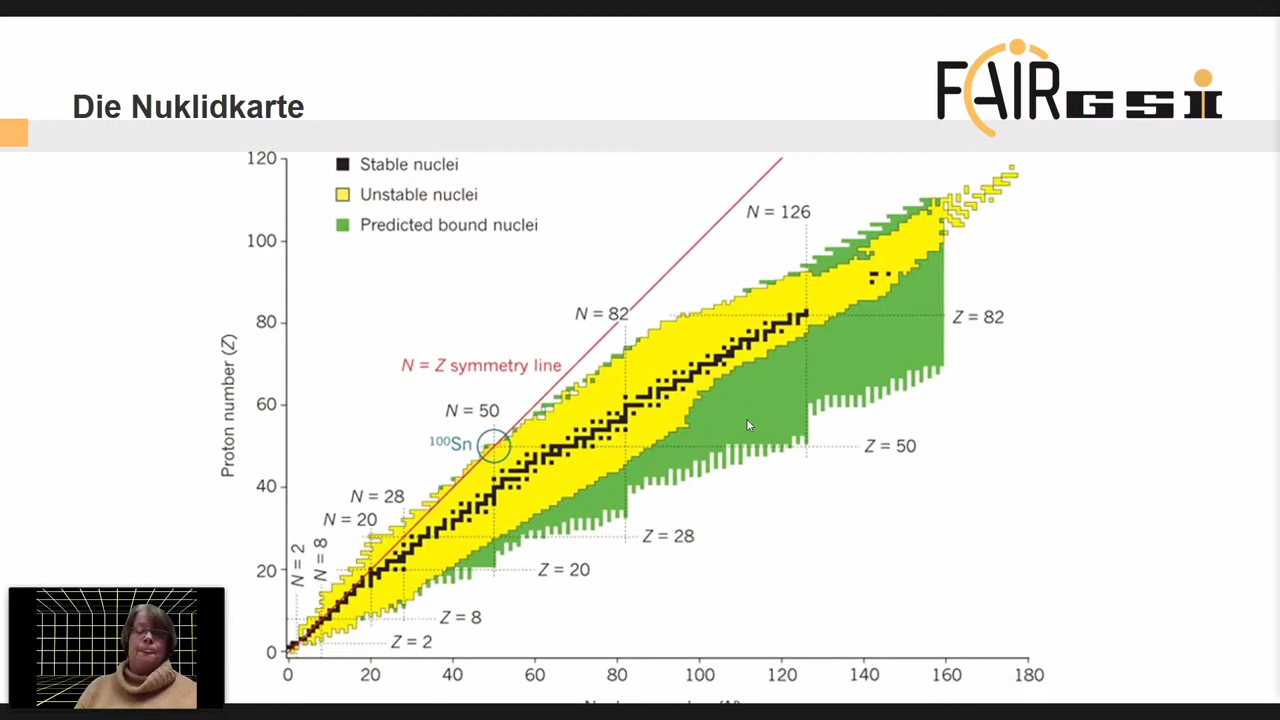 Die Nuklidkarte
FAIR GSI
Stable nuclei
Unstable nuclei
Predicted bound nuclei
120
100
80
60
40
20
0
Proton number (Z)
0 20 40 60 80 100 120 140 160 180
N = Z symmetry line
N = 126
N = 82
N = 50
¹⁰⁰Sn
N = 28
N = 20
N = 8
N = 2
Z = 82
Z = 50
Z = 28
Z = 20
Z = 8
Z = 2